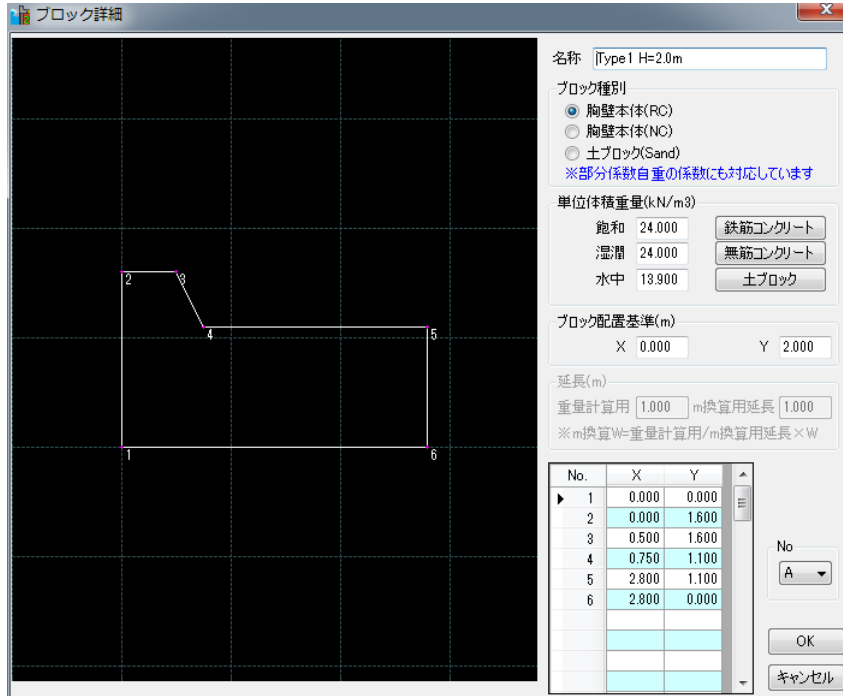 ブロック詳細
名称 Type1 H=2.0m
ブロック種別
胸壁本体(RC)
胸壁本体(NC)
土ブロック(Sand)
※部分係数自重の係数にも対応しています
単位体積重量(kN/m3)
飽和 24.000 鉄筋コンクリート
湿潤 24.000 無筋コンクリート
水中 13.900 土ブロック
ブロック配置基準(m)
X 0.000 Y 2.000
延長(m)
重量計算用 1.000 m換算用延長 1.000
※m換算W=重量計算用/m換算用延長×W
No. X Y
1 0.000 0.000
2 0.000 1.600
3 0.500 1.600
4 0.750 1.100
5 2.800 1.100
6 2.800 0.000
No
A
OK
キャンセル
2
3
4
5
1
6